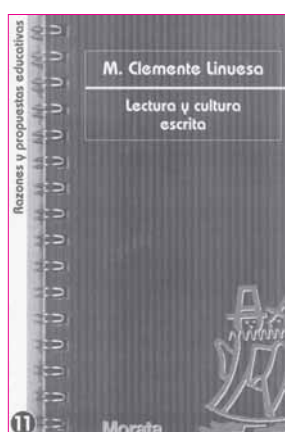 Razones y propuestas educativas
M. Clemente Linuesa
Lectura y cultura
escrita
11
Morata